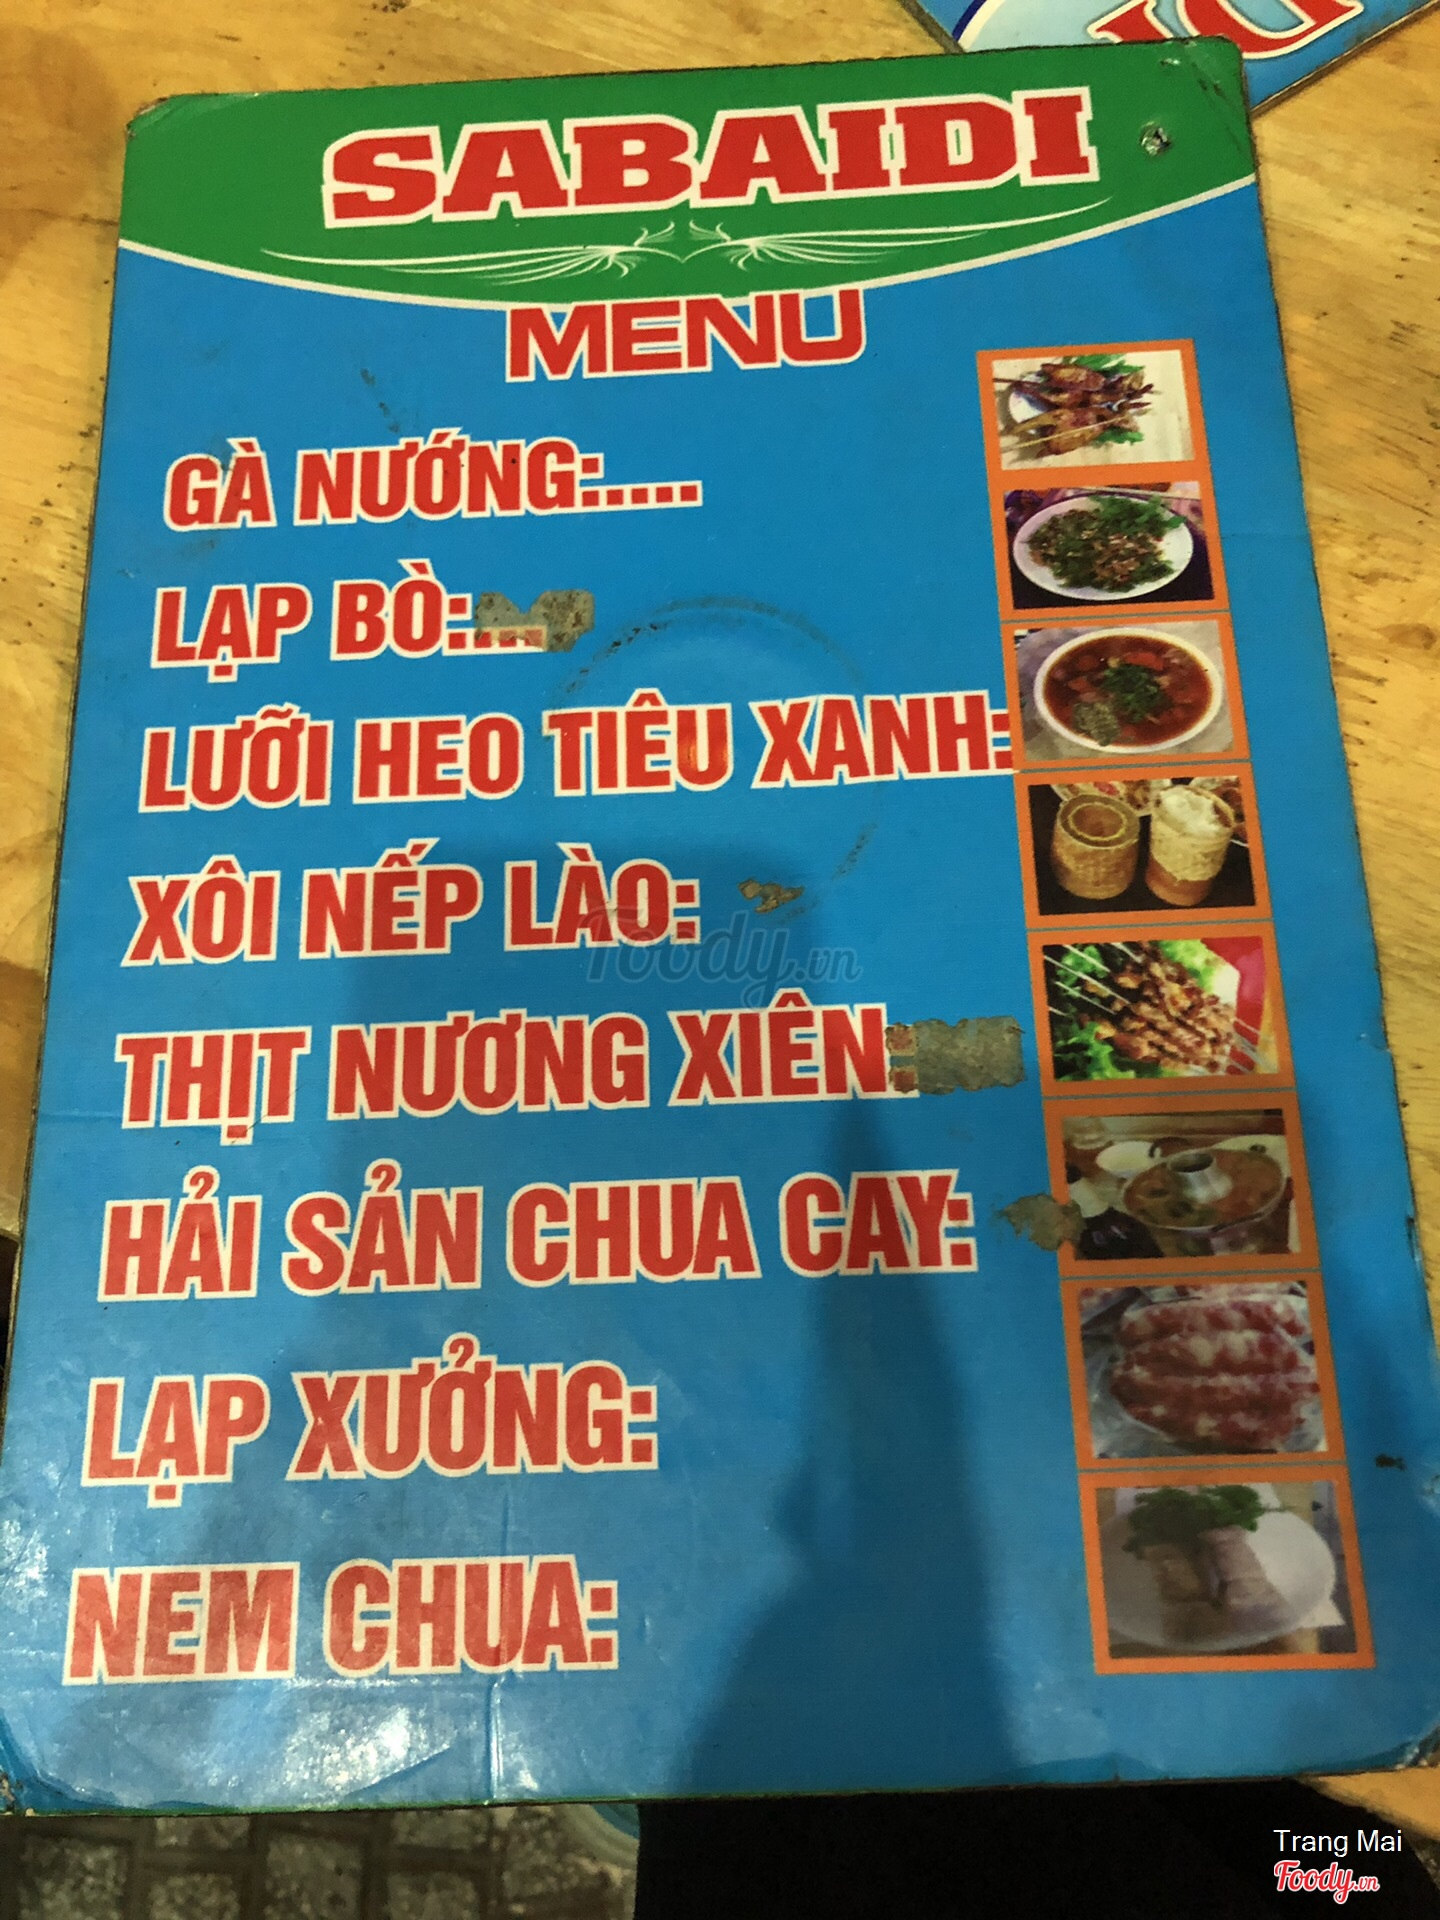 SABAIDI
MENU
GÀ NƯỚNG:.....
LẠP BÒ:....
LƯỠI HEO TIÊU XANH:
XÔI NẾP LÀO:
Foody.vn
THỊT NƯƠNG XIÊN
HẢI SẢN CHUA CAY:
LẠP XƯỞNG:
NEM CHUA:
Trang Mai
Foody.vn